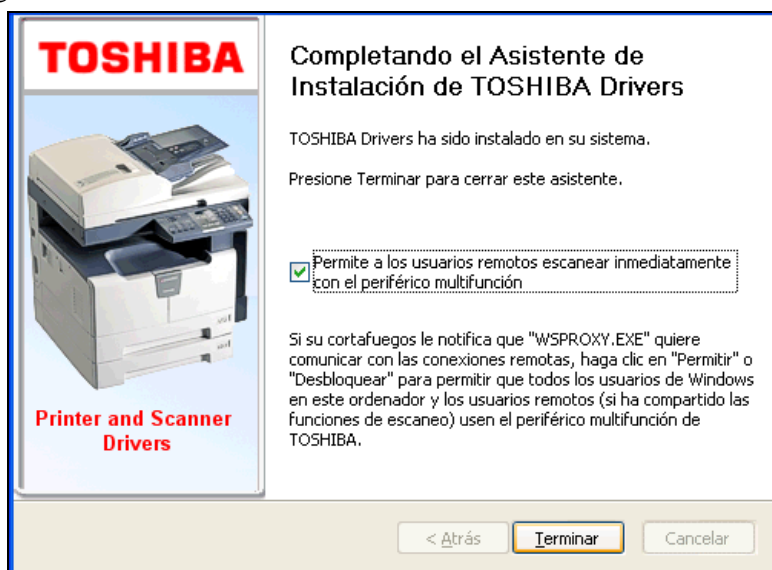 TOSHIBA
Printer and Scanner
Drivers
Completando el Asistente de
Instalación de TOSHIBA Drivers
TOSHIBA Drivers ha sido instalado en su sistema.
Presione Terminar para cerrar este asistente.
Permite a los usuarios remotos escanear inmediatamente
con el periférico multifunción
Si su cortafuegos le notifica que "WSPROXY.EXE" quiere
comunicar con las conexiones remotas, haga clic en "Permitir" o
"Desbloquear" para permitir que todos los usuarios de Windows
en este ordenador y los usuarios remotos (si ha compartido las
funciones de escaneo) usen el periférico multifunción de
TOSHIBA.
< Atrás
Terminar
Cancelar